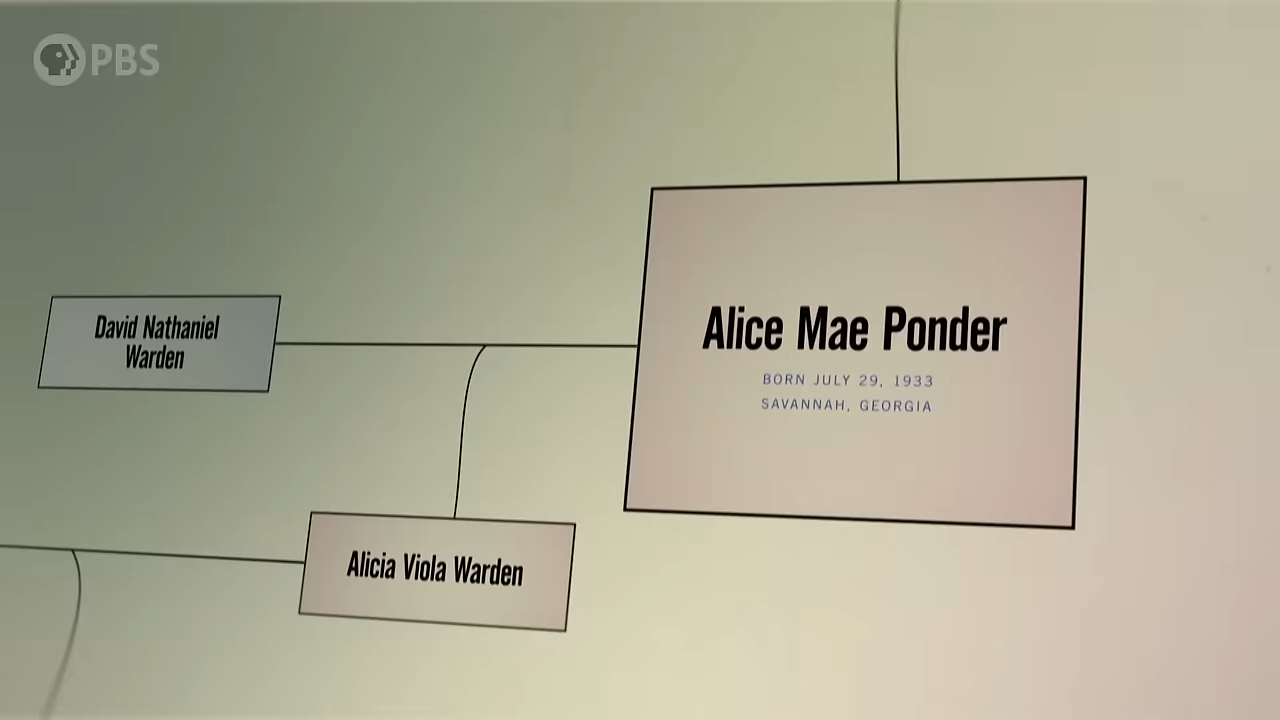 PBS
David Nathaniel
Warden
Alice Mae Ponder
BORN JULY 29, 1933
SAVANNAH, GEORGIA
Alicia Viola Warden